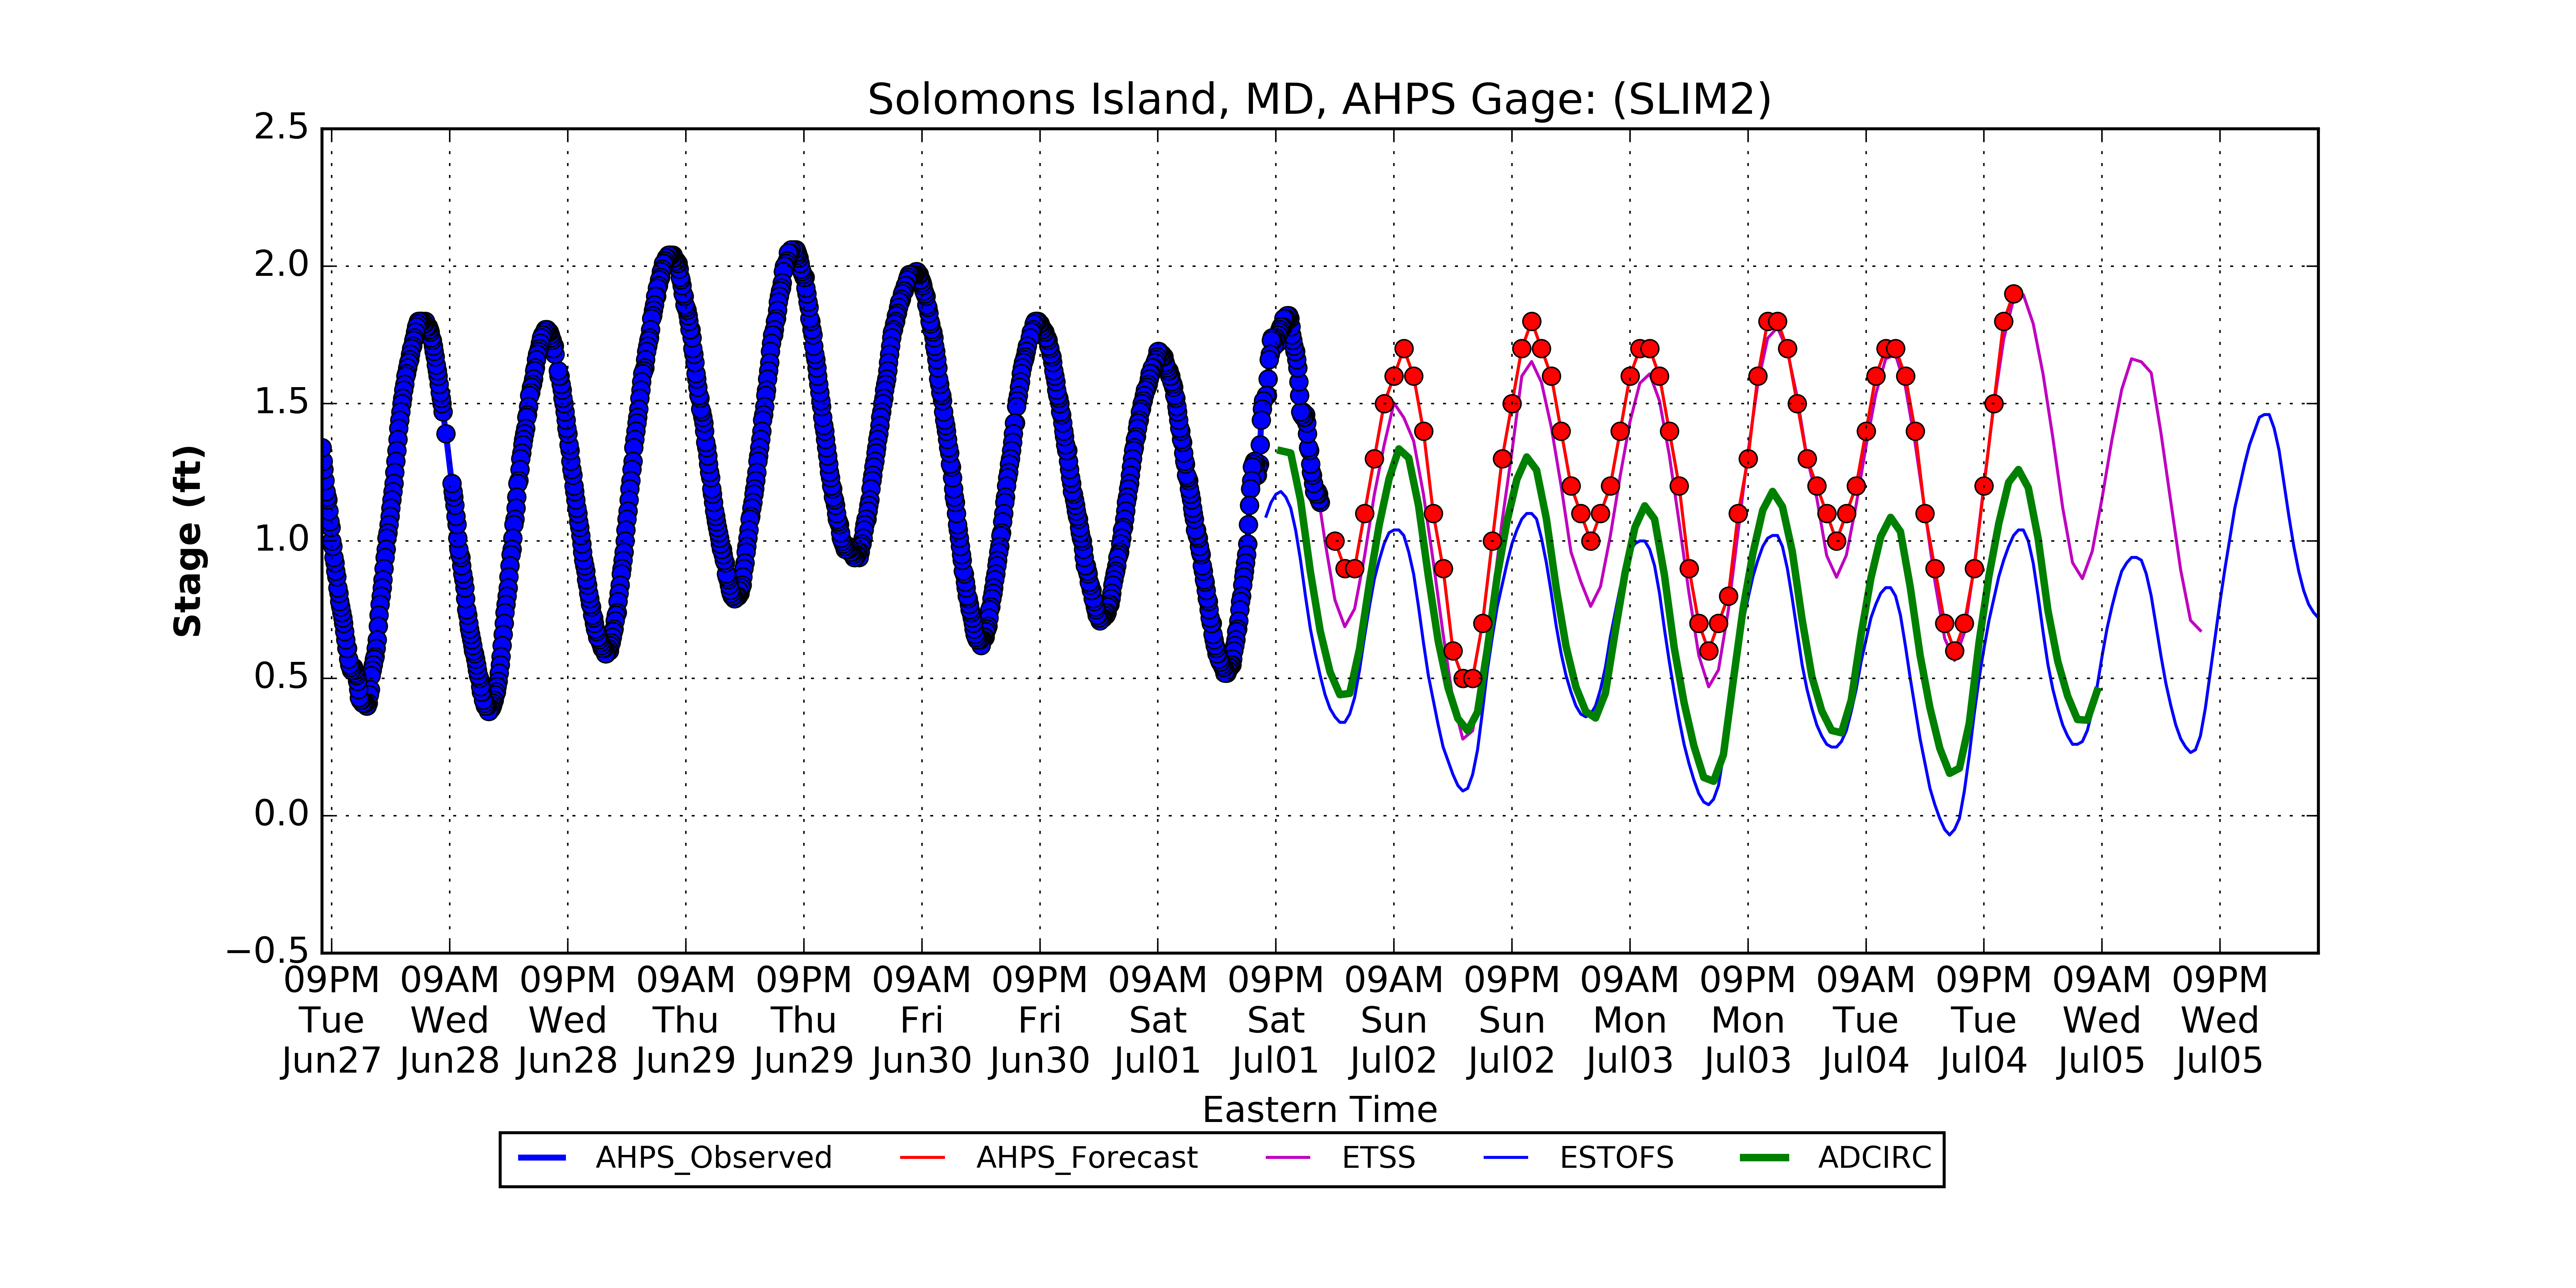 Solomons Island, MD, AHPS Gage: (SLIM2)
2.5
2.0
1.5
1.0
0.5
0.0
−0.5
Stage (ft)
09PM 09AM 09PM 09AM 09PM 09AM 09PM 09AM 09PM 09AM 09PM 09AM 09PM 09AM 09PM 09AM 09PM
Tue Wed Wed Thu Thu Fri Fri Sat Sat Sun Sun Mon Mon Tue Tue Wed Wed
Jun27 Jun28 Jun28 Jun29 Jun29 Jun30 Jun30 Jul01 Jul01 Jul02 Jul02 Jul03 Jul03 Jul04 Jul04 Jul05 Jul05
Eastern Time
AHPS_Observed AHPS_Forecast ETSS ESTOFS ADCIRC